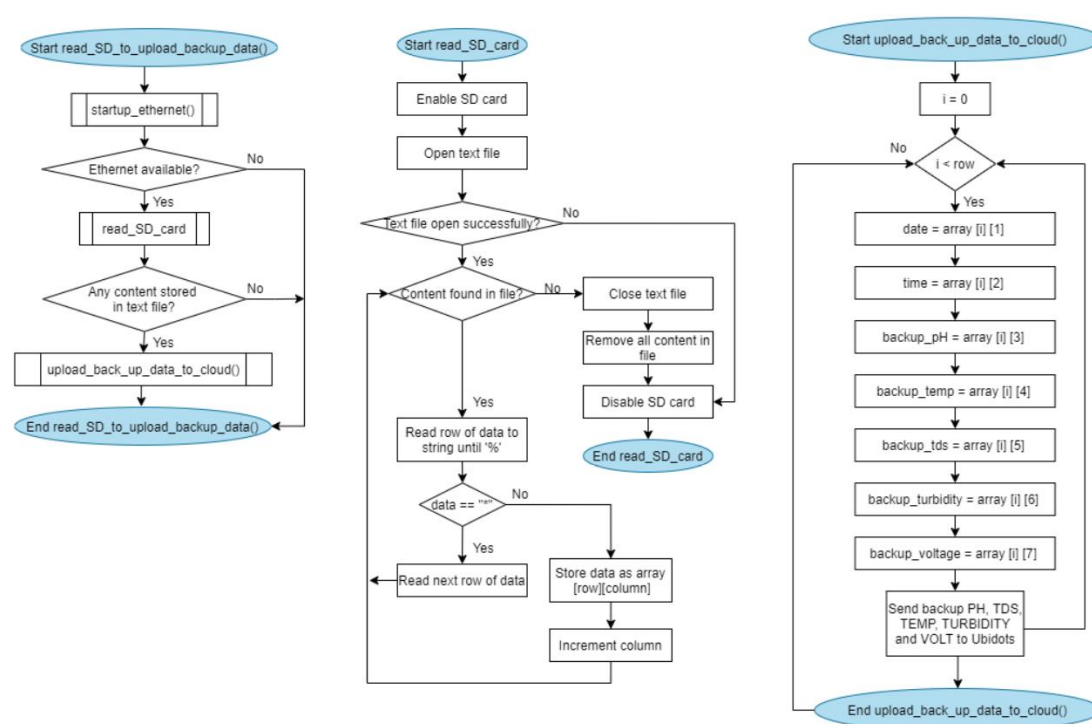 Start read_SD_to_upload_backup_data()
startup_ethernet()
Ethernet available?
No
Yes
read_SD_card
Any content stored
in text file?
No
Yes
upload_back_up_data_to_cloud()
End read_SD_to_upload_backup_data()
Start read_SD_card
Enable SD card
Open text file
Text file open successfully?
No
Yes
Content found in file?
No
Close text file
Remove all content in
file
Disable SD card
End read_SD_card
Yes
Read row of data to
string until '%'
data == "*"
No
Yes
Read next row of data
Store data as array
[row][column]
Increment column
Start upload_back_up_data_to_cloud()
i = 0
i < row
No
Yes
date = array [i] [1]
time = array [i] [2]
backup_pH = array [i] [3]
backup_temp = array [i] [4]
backup_tds = array [i] [5]
backup_turbidity = array [i] [6]
backup_voltage = array [i] [7]
Send backup PH, TDS,
TEMP, TURBIDITY
and VOLT to Ubidots
End upload_back_up_data_to_cloud()